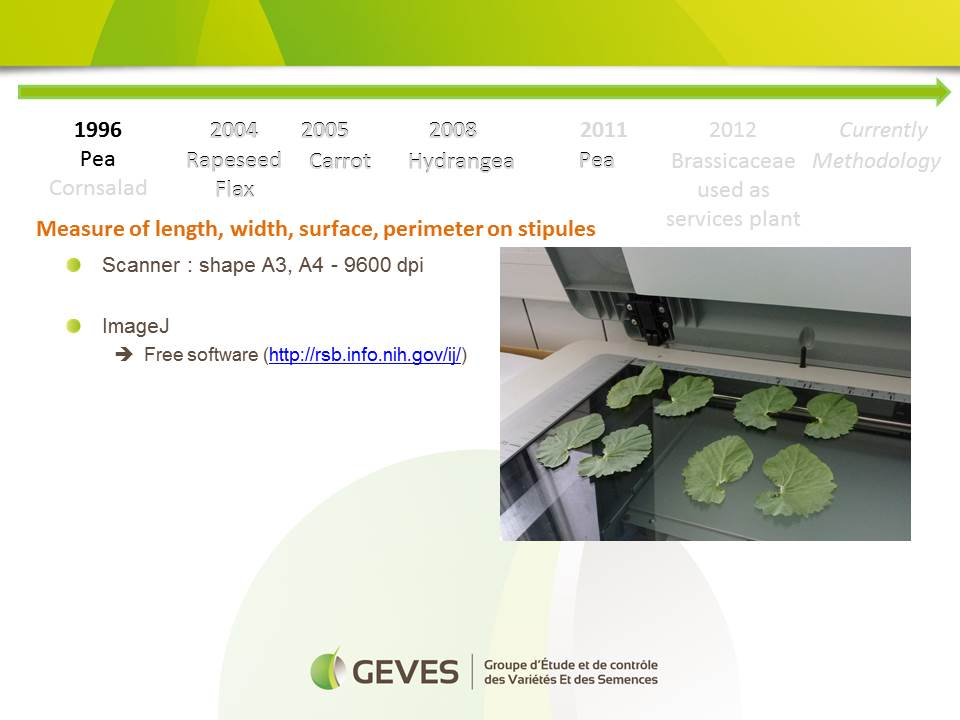 1996 2004 2005 2008 2011 2012 Currently
Pea Rapeseed Carrot Hydrangea Pea Brassicaceae Methodology
Cornsalad Flax used as
services plant
Measure of length, width, surface, perimeter on stipules
Scanner : shape A3, A4 - 9600 dpi
ImageJ
➔ Free software (http://rsb.info.nih.gov/ij/)
GEVES
Groupe d'Étude et de contrôle
des Variétés Et des Semences